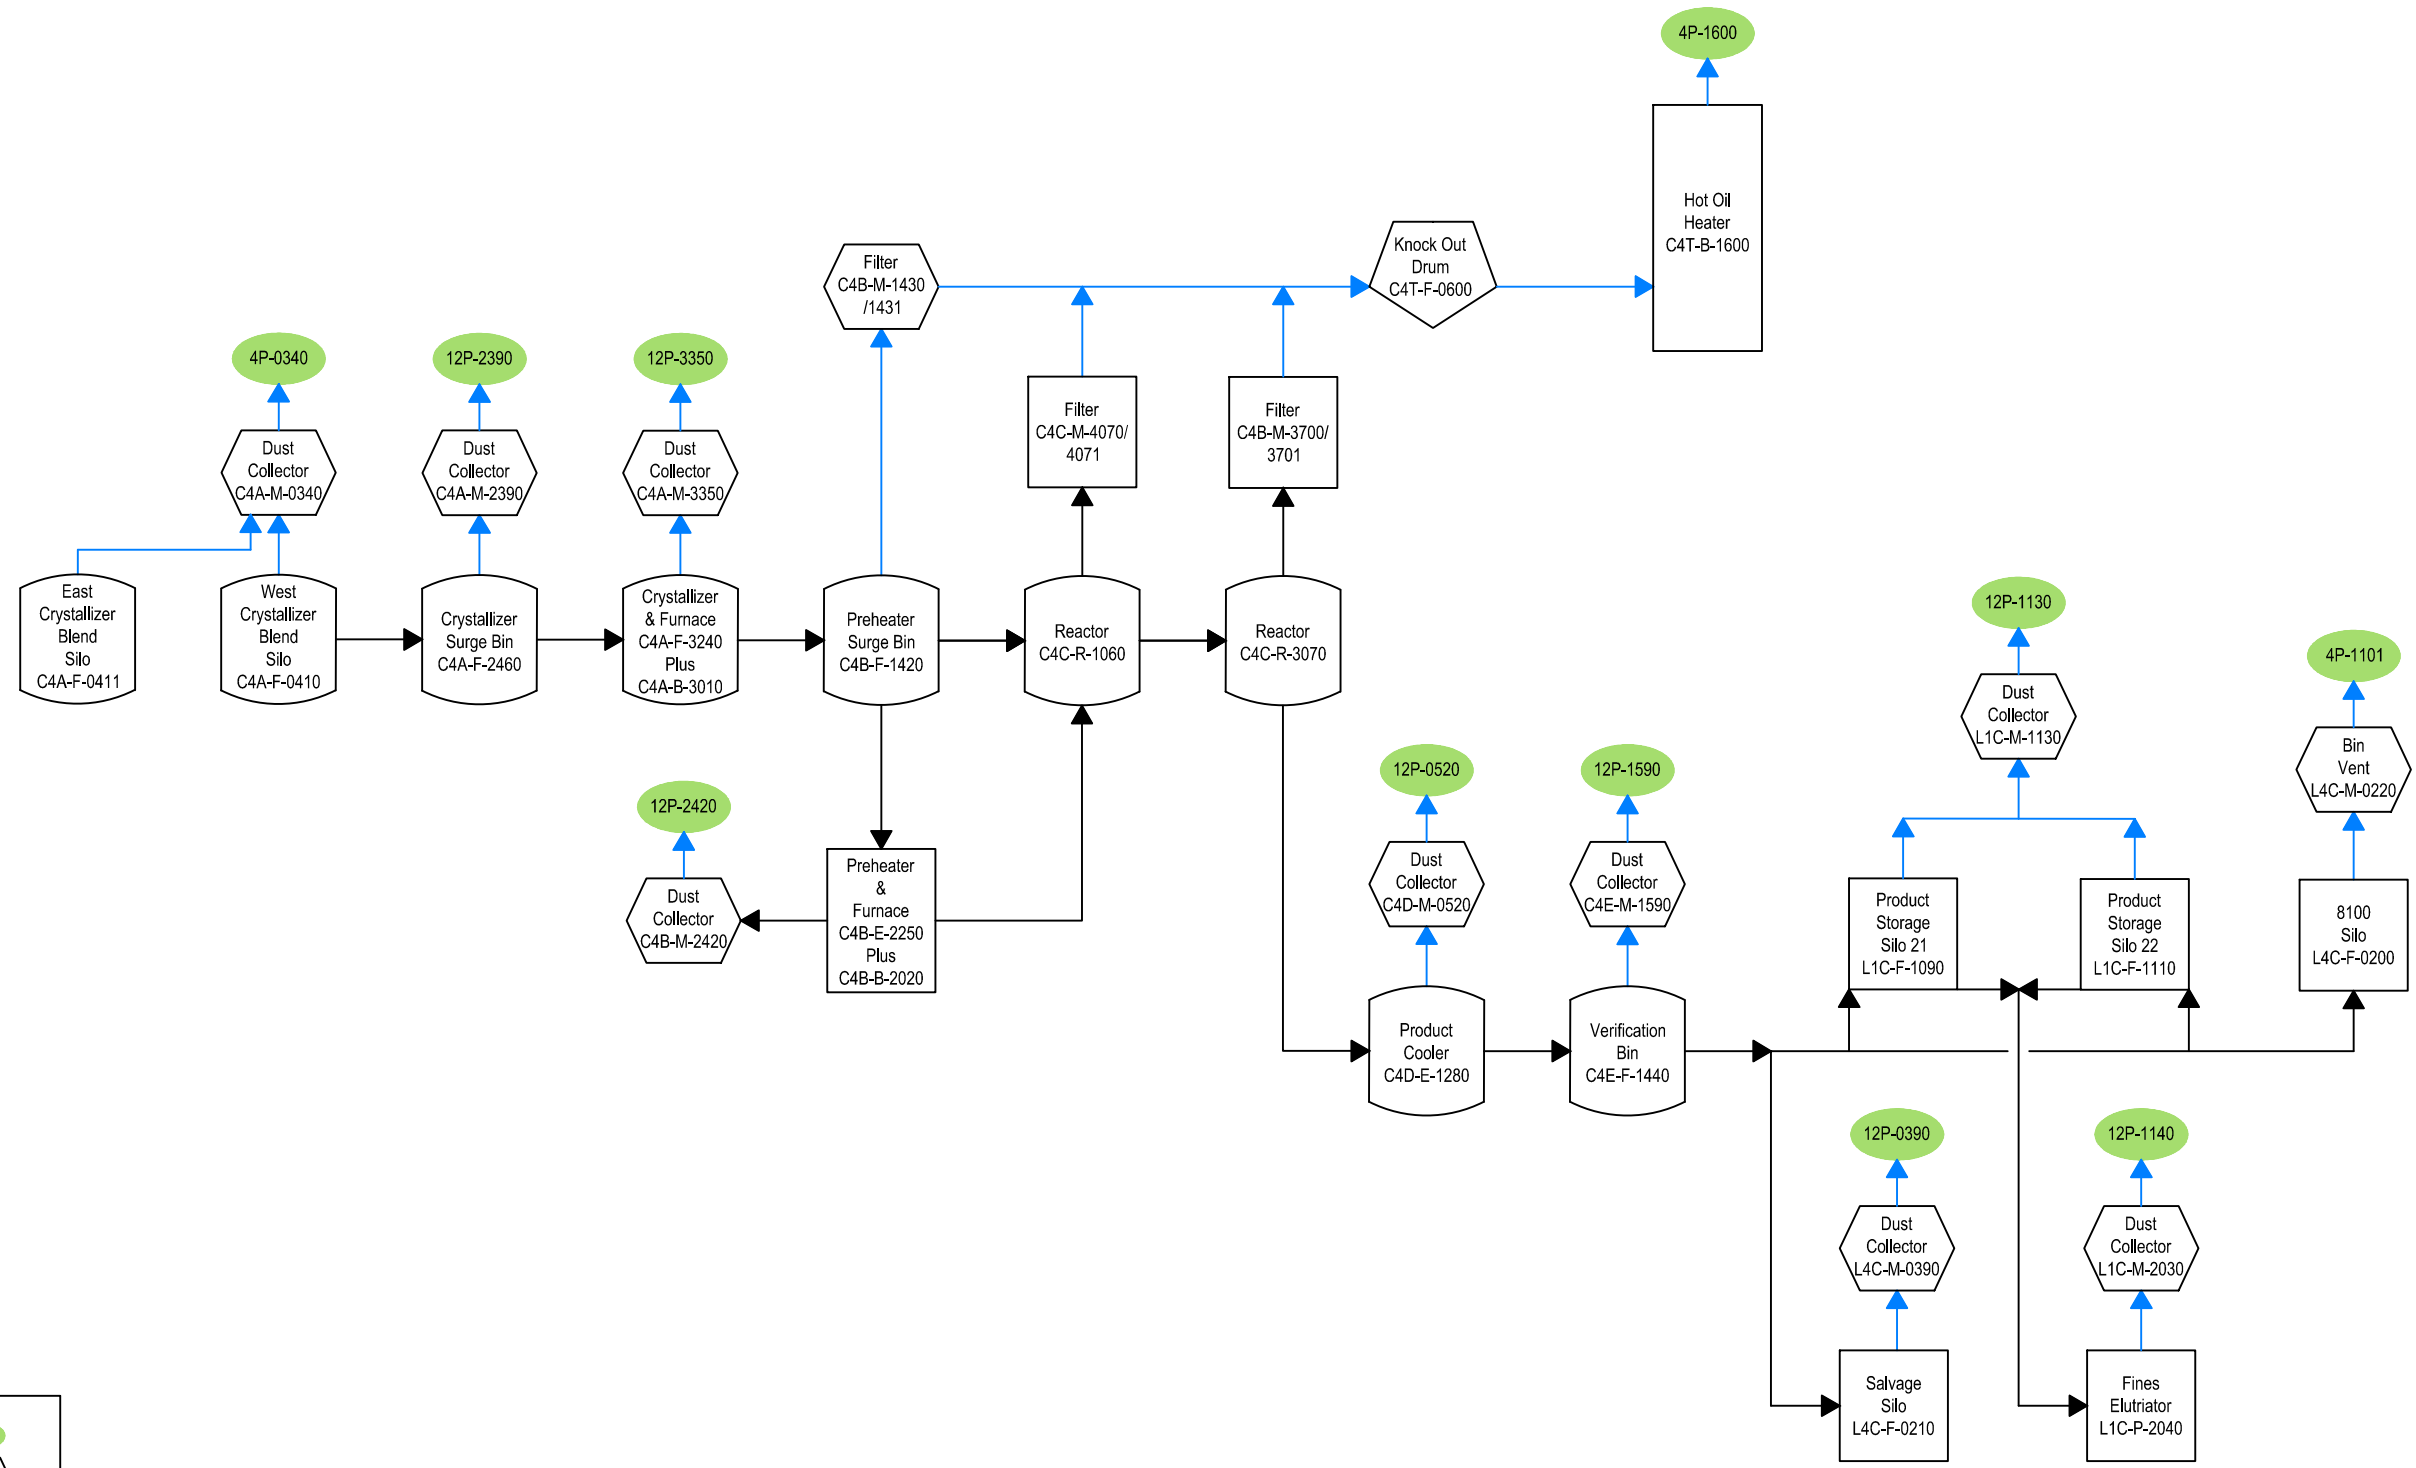 4P-1600
Hot Oil
Heater
C4T-B-1600
Knock Out
Drum
C4T-F-0600
Filter
C4B-M-1430
/1431
4P-0340
12P-2390
12P-3350
Dust
Collector
C4A-M-0340
Dust
Collector
C4A-M-2390
Dust
Collector
C4A-M-3350
Filter
C4C-M-4070/
4071
Filter
C4B-M-3700/
3701
East
Crystallizer
Blend
Silo
C4A-F-0411
West
Crystallizer
Blend
Silo
C4A-F-0410
Crystallizer
Surge Bin
C4A-F-2460
Crystallizer
& Furnace
C4A-F-3240
Plus
C4A-B-3010
Preheater
Surge Bin
C4B-F-1420
Reactor
C4C-R-1060
Reactor
C4C-R-3070
12P-1130
4P-1101
Dust
Collector
L1C-M-1130
Bin
Vent
L4C-M-0220
12P-2420
12P-0520
12P-1590
Dust
Collector
C4B-M-2420
Preheater
&
Furnace
C4B-E-2250
Plus
C4B-B-2020
Dust
Collector
C4D-M-0520
Dust
Collector
C4E-M-1590
Product
Storage
Silo 21
L1C-F-1090
Product
Storage
Silo 22
L1C-F-1110
8100
Silo
L4C-F-0200
Product
Cooler
C4D-E-1280
Verification
Bin
C4E-F-1440
12P-0390
12P-1140
Dust
Collector
L4C-M-0390
Dust
Collector
L1C-M-2030
Salvage
Silo
L4C-F-0210
Fines
Elutriator
L1C-P-2040